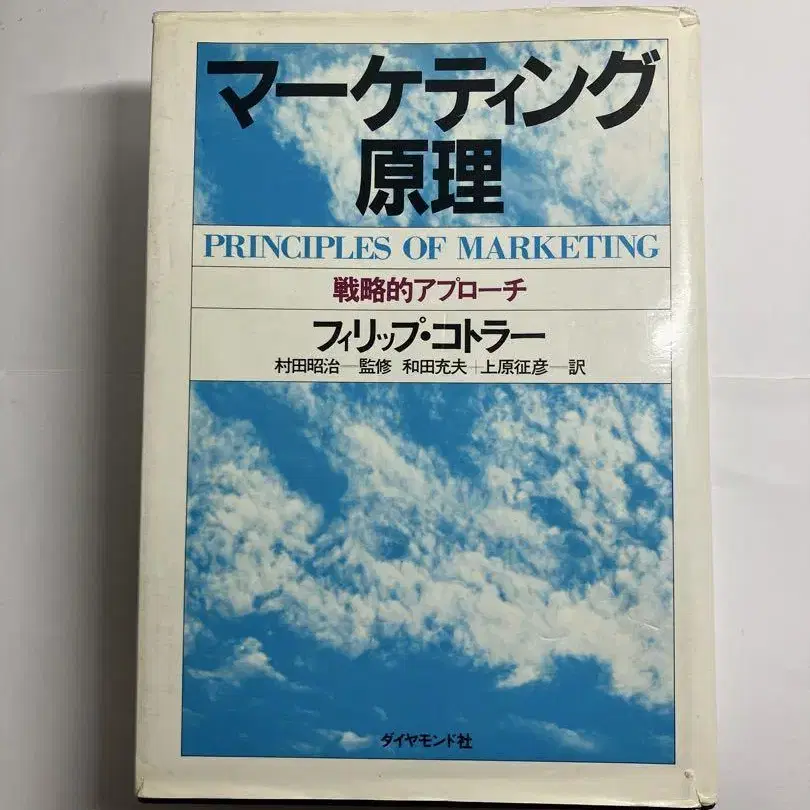 マーケティング
原理
PRINCIPLES OF MARKETING
戦略的アプローチ
フィリップ・コトラー
村田昭治―監修 和田充夫+上原征彦―訳
ダイヤモンド社